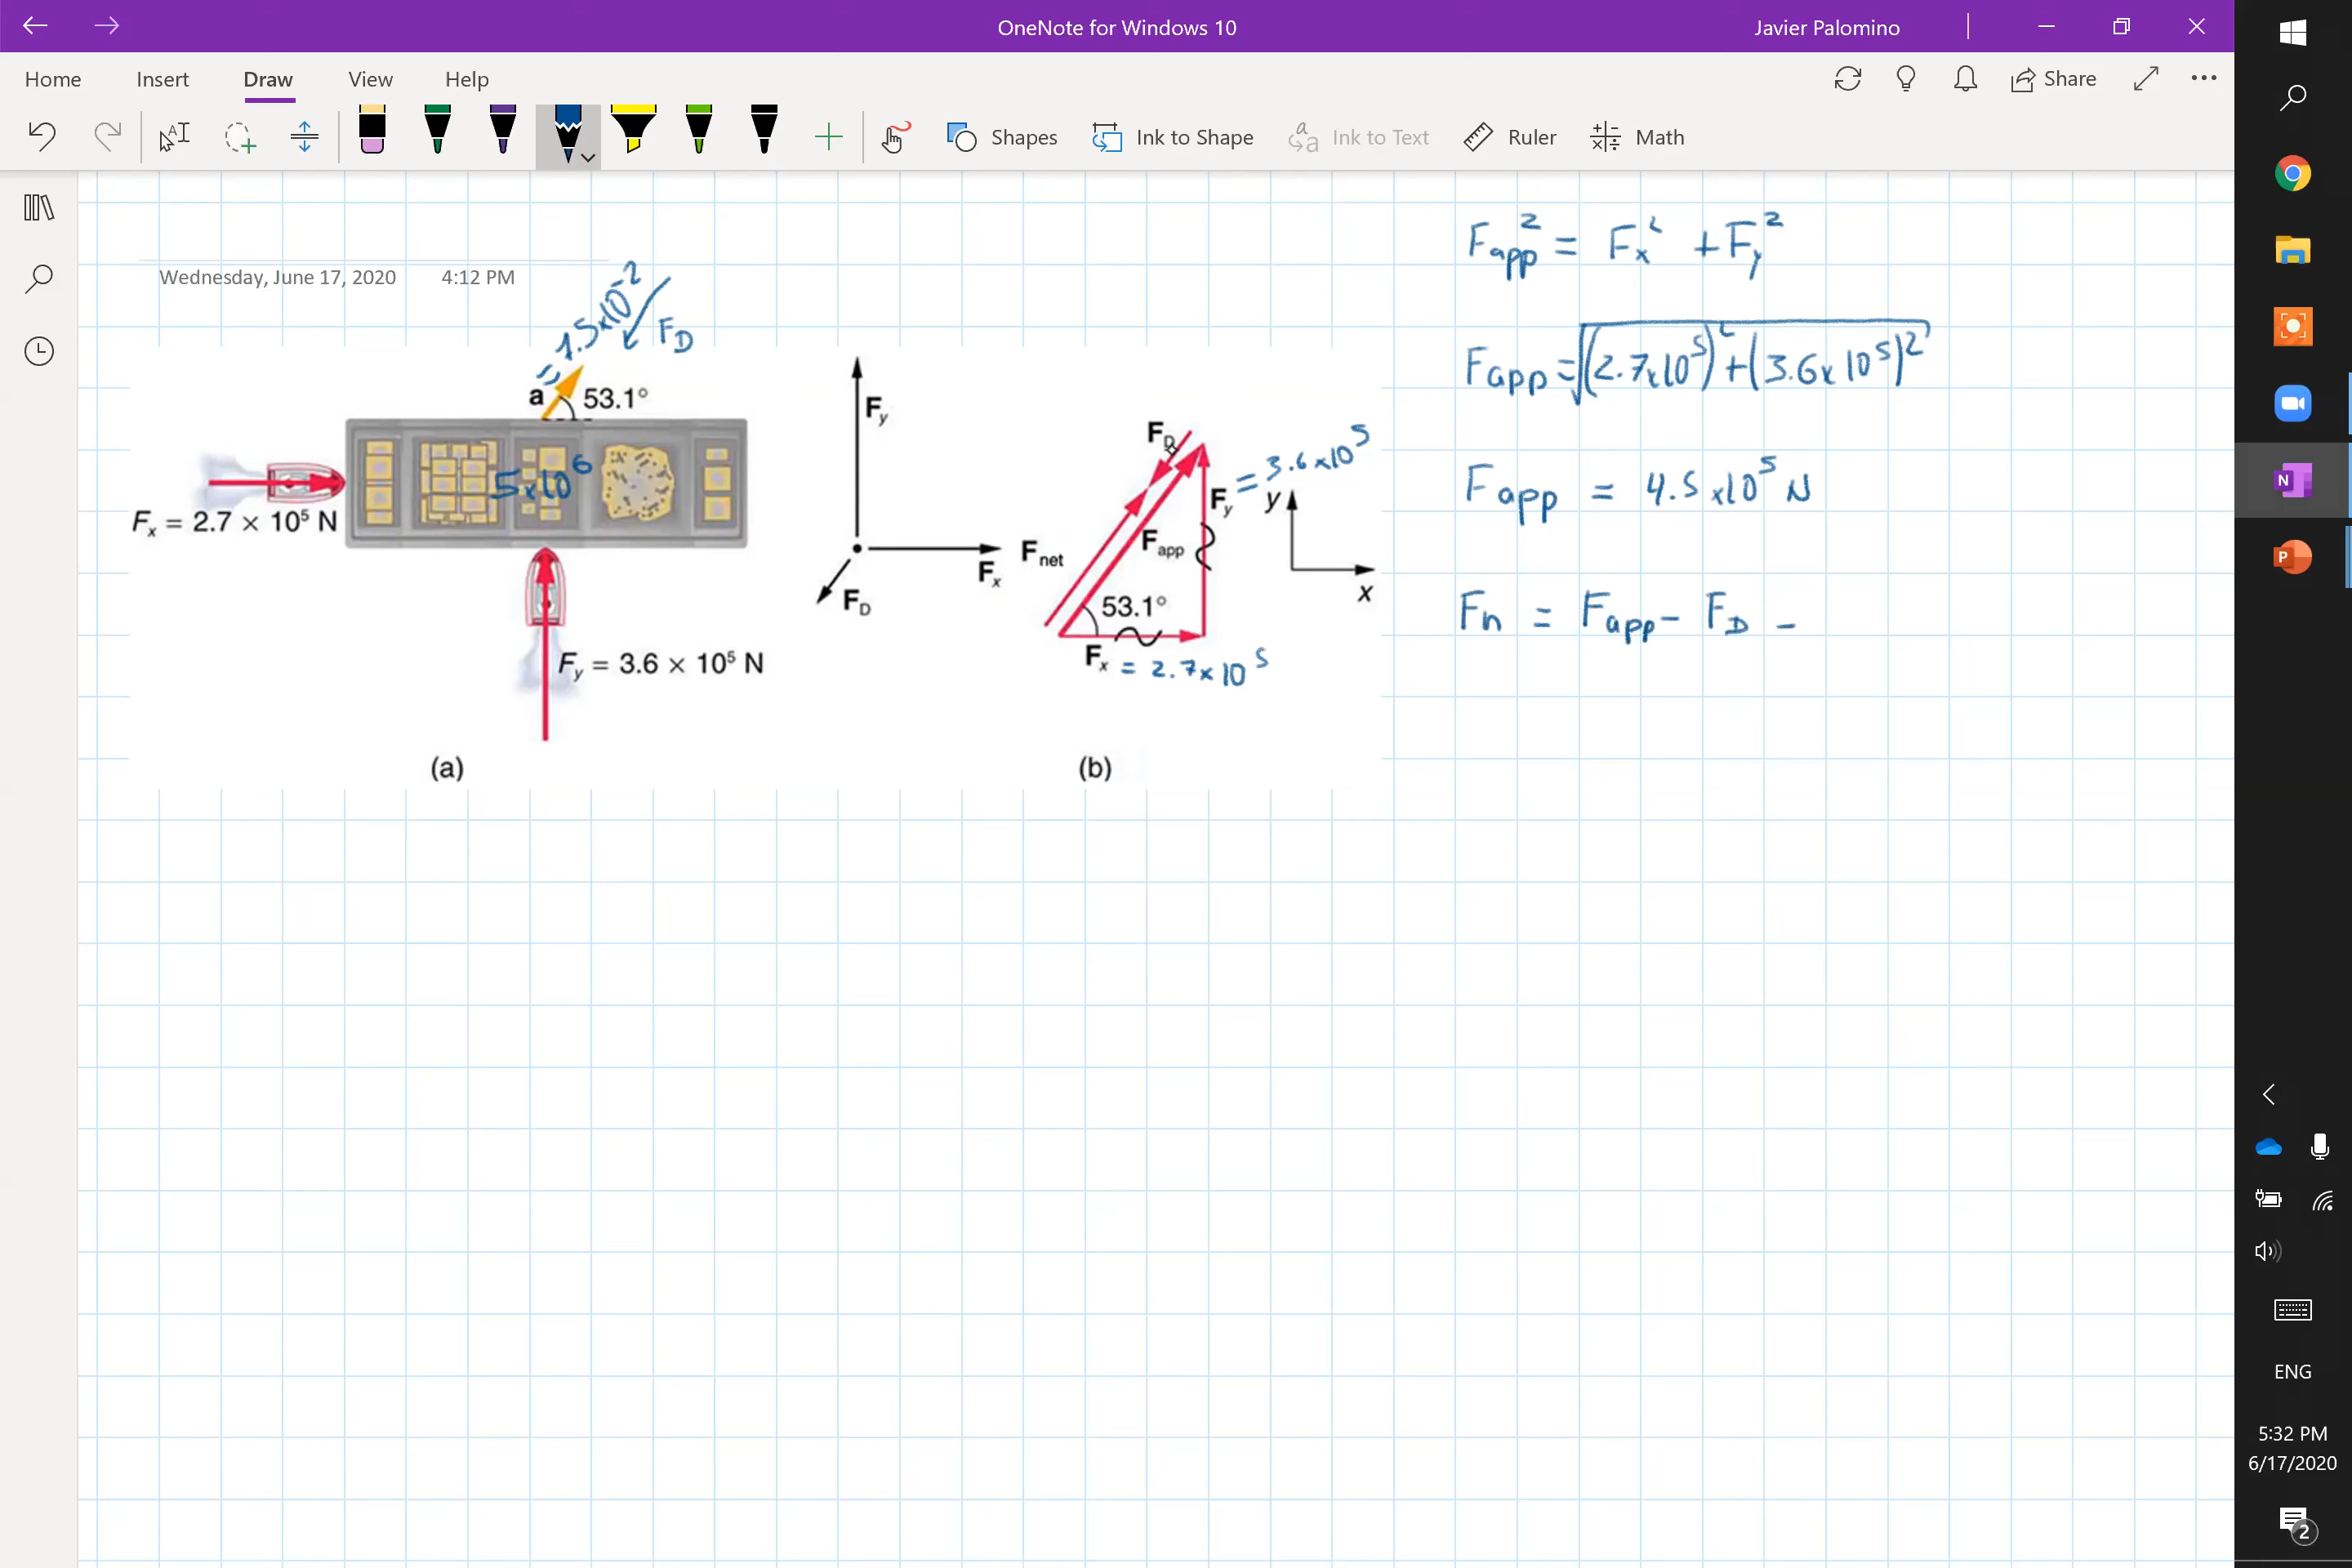 OneNote for Windows 10
Javier Palomino
Home Insert Draw View Help
Share
Shapes Ink to Shape Ink to Text Ruler Math
Wednesday, June 17, 2020 4:12 PM
1.5x10^-2
F_D
a 53.1°
5x10^6
F_x = 2.7 × 10^5 N
F_y = 3.6 × 10^5 N
(a)
F_y
F_x
F_D
F_D
F_net
F_app
F_y = 3.6x10^5
53.1°
F_x = 2.7x10^5
y
x
(b)
F_app^2 = F_x^2 + F_y^2
F_app = √(2.7x10^5)^2 + (3.6x10^5)^2
F_app = 4.5x10^5 N
F_n = F_app - F_D -
ENG
5:32 PM
6/17/2020
2